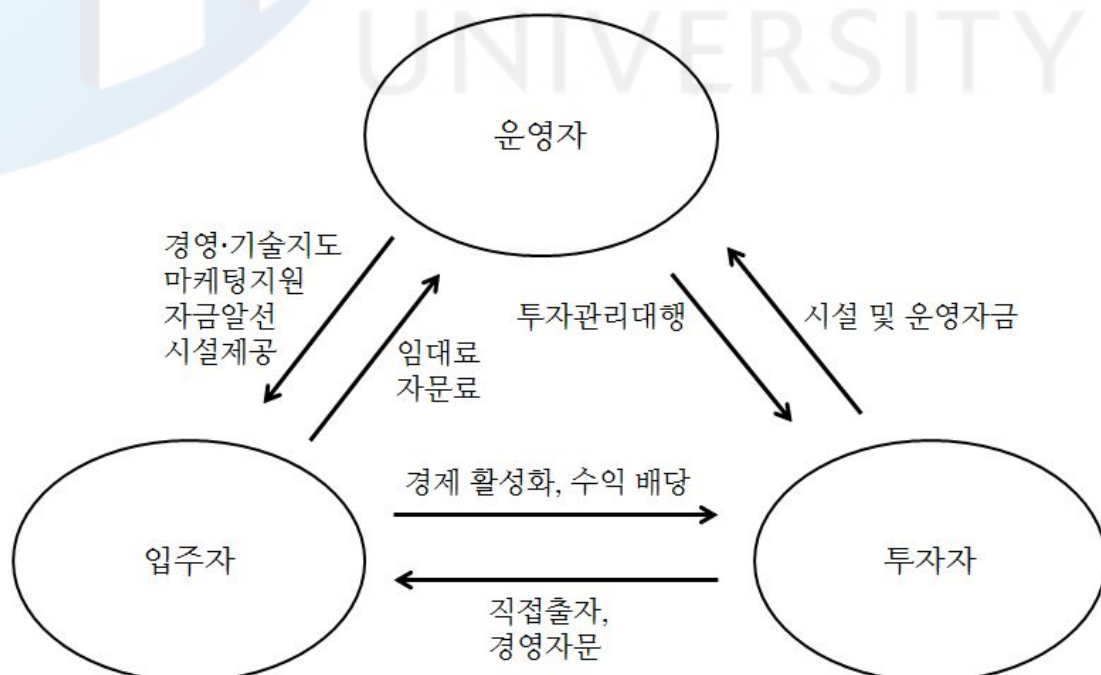 UNIVERSITY
운영자
경영·기술지도
마케팅지원
자금알선
시설제공
임대료
자문료
투자관리대행
시설 및 운영자금
경제 활성화, 수익 배당
입주자
투자자
직접출자,
경영자문